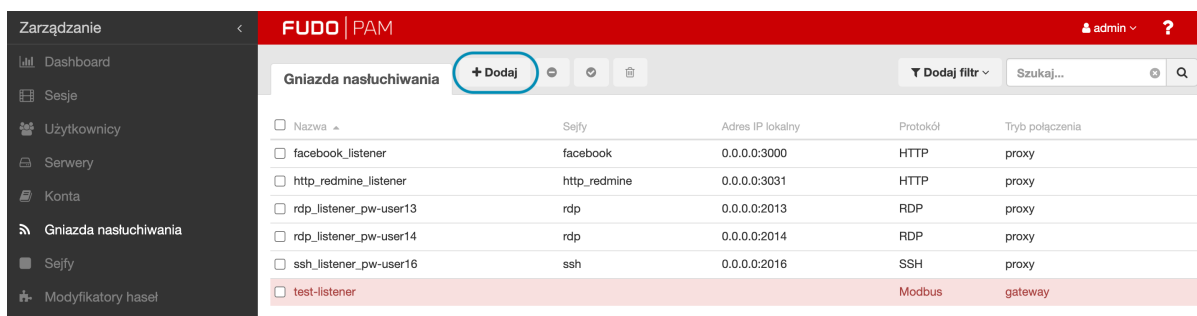 Zarządzanie
FUDO PAM
admin
?
Dashboard
Sesje
Użytkownicy
Serwery
Konta
Gniazda nasłuchiwania
Sejfy
Modyfikatory haseł
Gniazda nasłuchiwania
+ Dodaj
Dodaj filtr
Szukaj...
Nazwa Sejfy Adres IP lokalny Protokół Tryb połączenia
facebook_listener facebook 0.0.0.0:3000 HTTP proxy
http_redmine_listener http_redmine 0.0.0.0:3031 HTTP proxy
rdp_listener_pw-user13 rdp 0.0.0.0:2013 RDP proxy
rdp_listener_pw-user14 rdp 0.0.0.0:2014 RDP proxy
ssh_listener_pw-user16 ssh 0.0.0.0:2016 SSH proxy
test-listener Modbus gateway